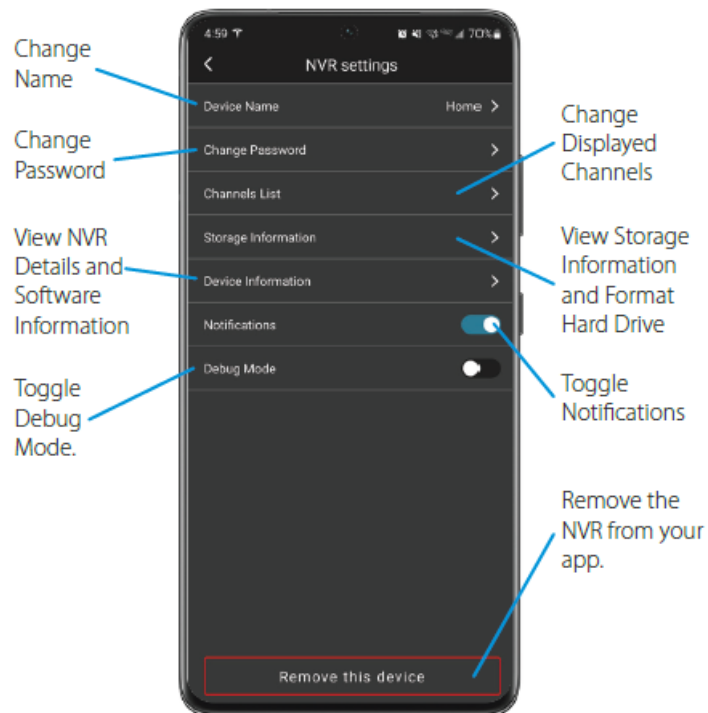 4:59
70%
NVR settings
Device Name
Home
Change Password
Channels List
Storage Information
Device Information
Notifications
Debug Mode
Remove this device
Change
Name
Change
Password
View NVR
Details and
Software
Information
Toggle
Debug
Mode.
Change
Displayed
Channels
View Storage
Information
and Format
Hard Drive
Toggle
Notifications
Remove the
NVR from your
app.